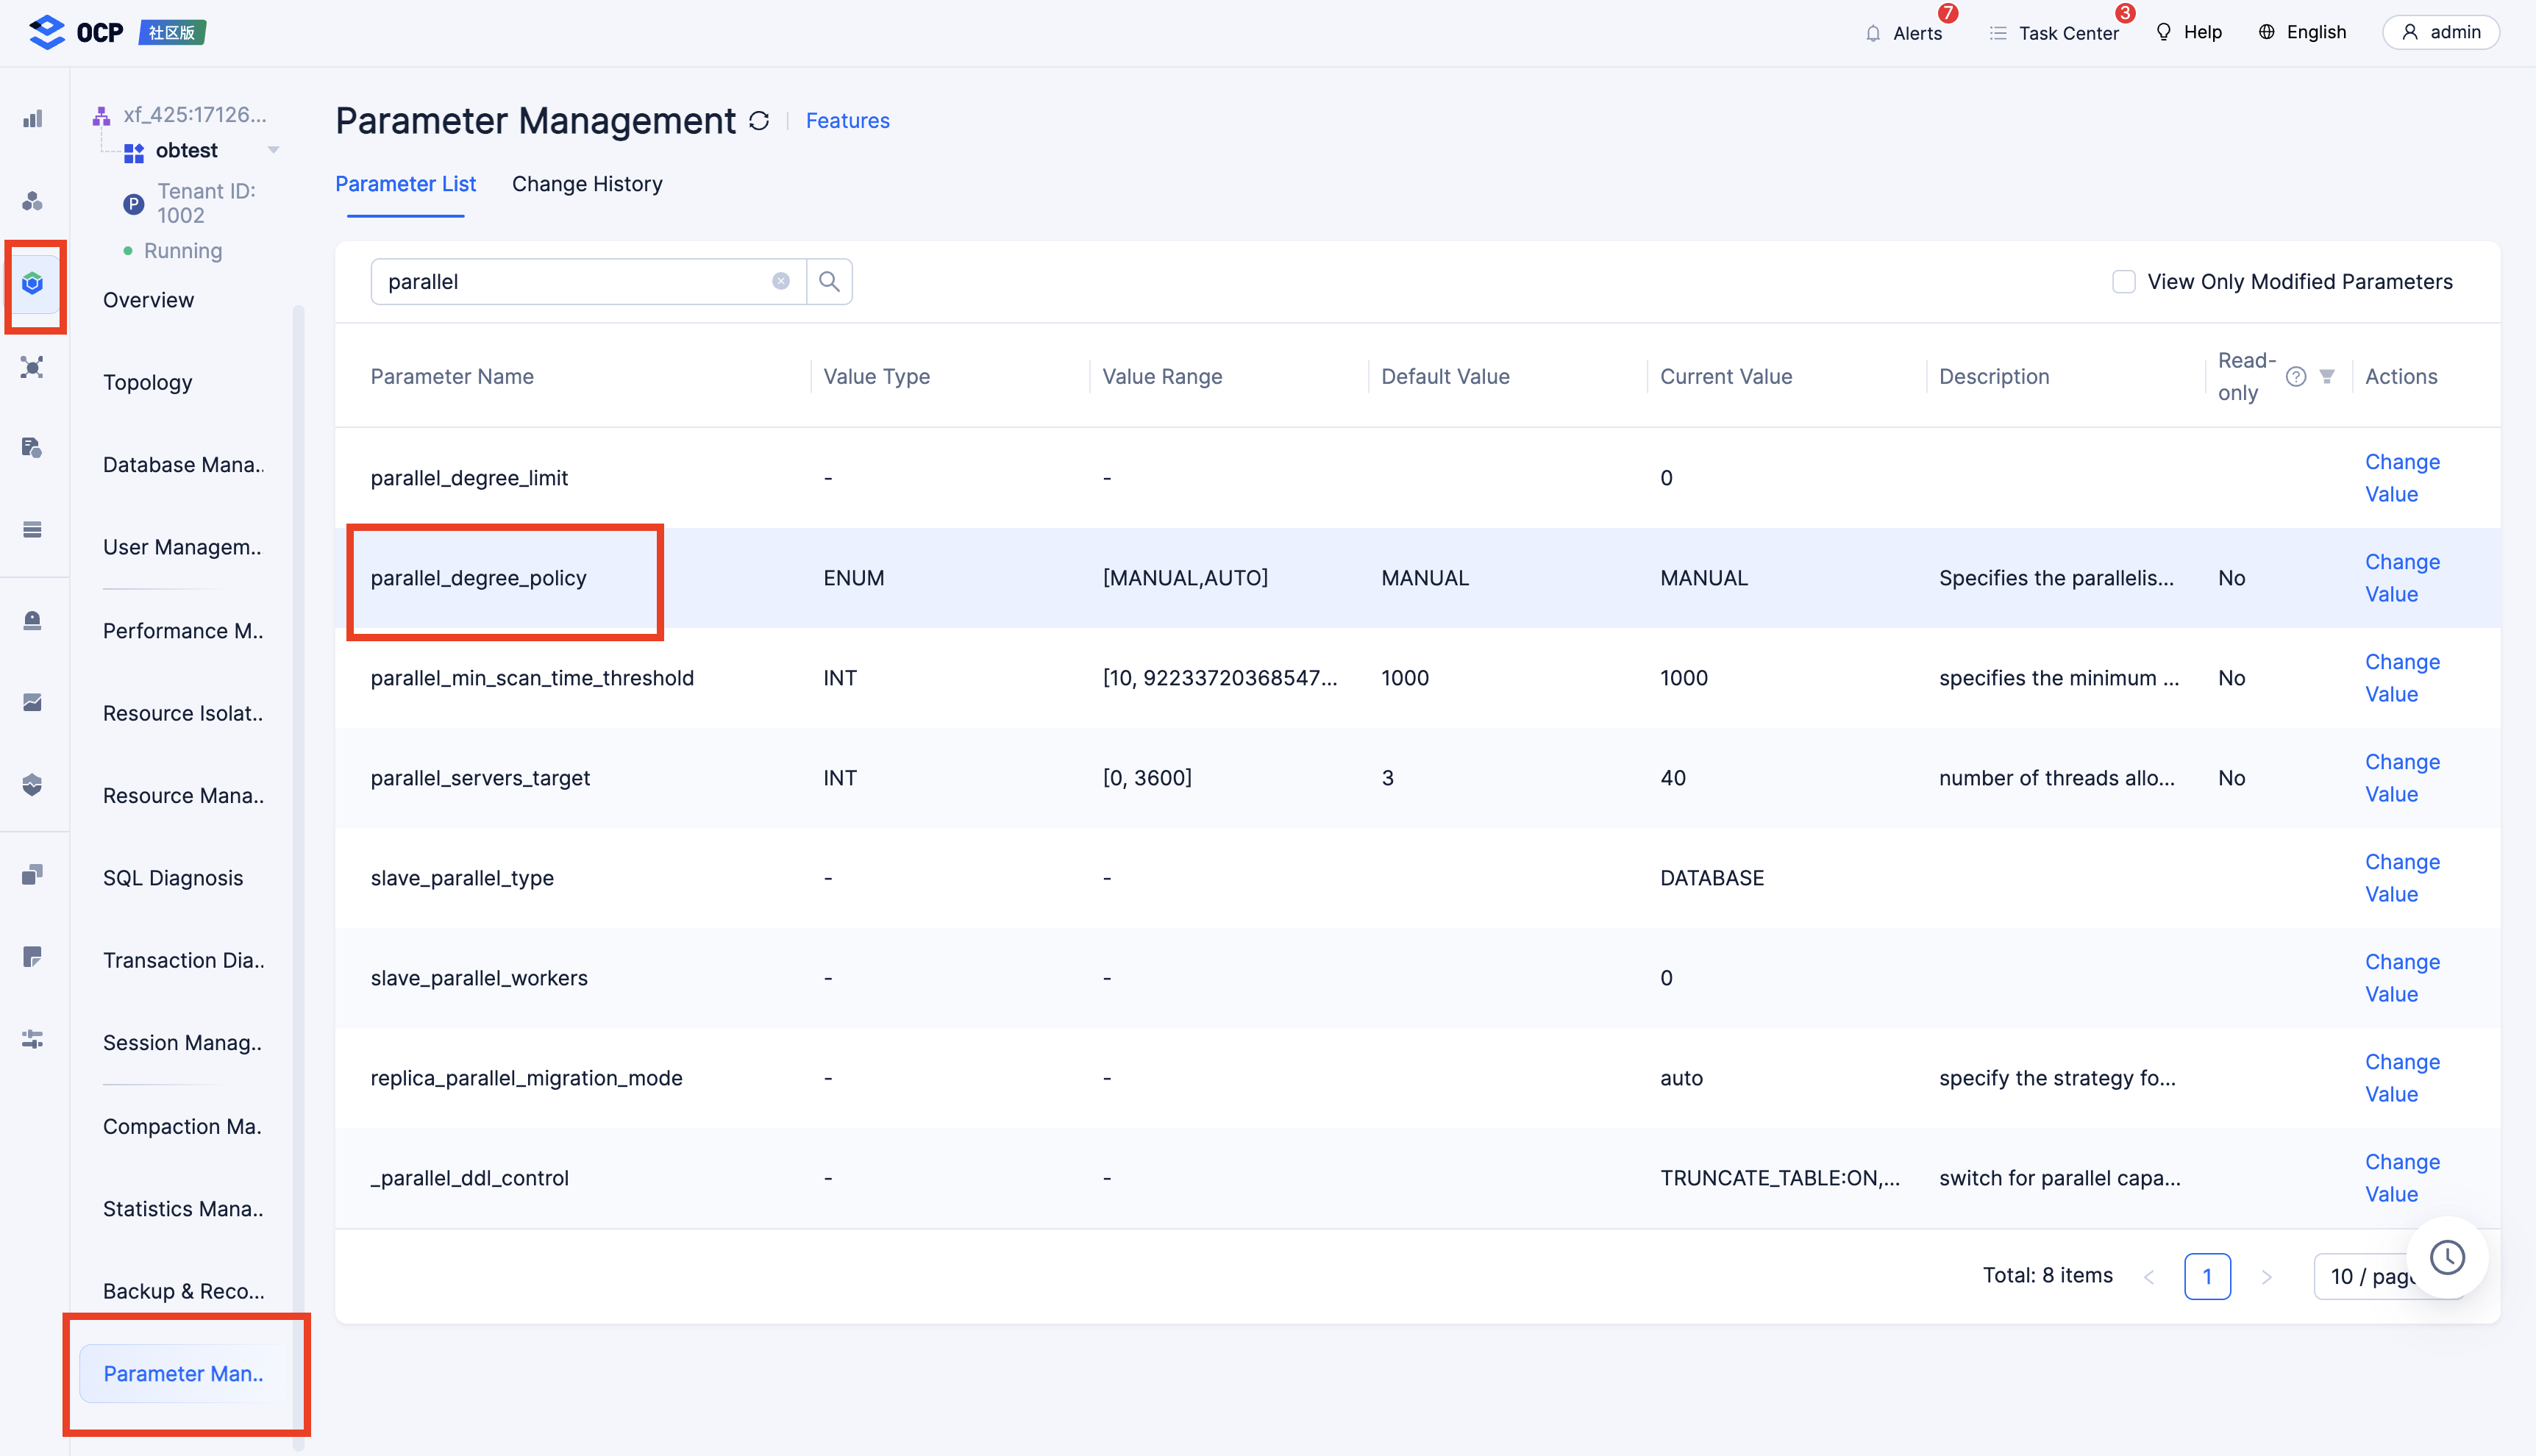 OCP 社区版
Alerts 7
Task Center 3
Help
English
admin
xf_425:17126...
obtest
P
Tenant ID:
1002
Running
Overview
Topology
Database Mana..
User Managem..
Performance M..
Resource Isolat..
Resource Mana..
SQL Diagnosis
Transaction Dia..
Session Manag..
Compaction Ma.
Statistics Mana..
Backup & Reco...
Parameter Man..
Parameter Management
Features
Parameter List Change History
parallel
View Only Modified Parameters
Parameter Name Value Type Value Range Default Value Current Value Description Read-only Actions
parallel_degree_limit - - 0 Change Value
parallel_degree_policy ENUM [MANUAL,AUTO] MANUAL MANUAL Specifies the parallelis... No Change Value
parallel_min_scan_time_threshold INT [10, 92233720368547... 1000 1000 specifies the minimum ... No Change Value
parallel_servers_target INT [0, 3600] 3 40 number of threads allo... No Change Value
slave_parallel_type - - DATABASE Change Value
slave_parallel_workers - - 0 Change Value
replica_parallel_migration_mode - - auto specify the strategy fo... Change Value
_parallel_ddl_control - - TRUNCATE_TABLE:ON,... switch for parallel capa... Change Value
Total: 8 items
1
10 / page